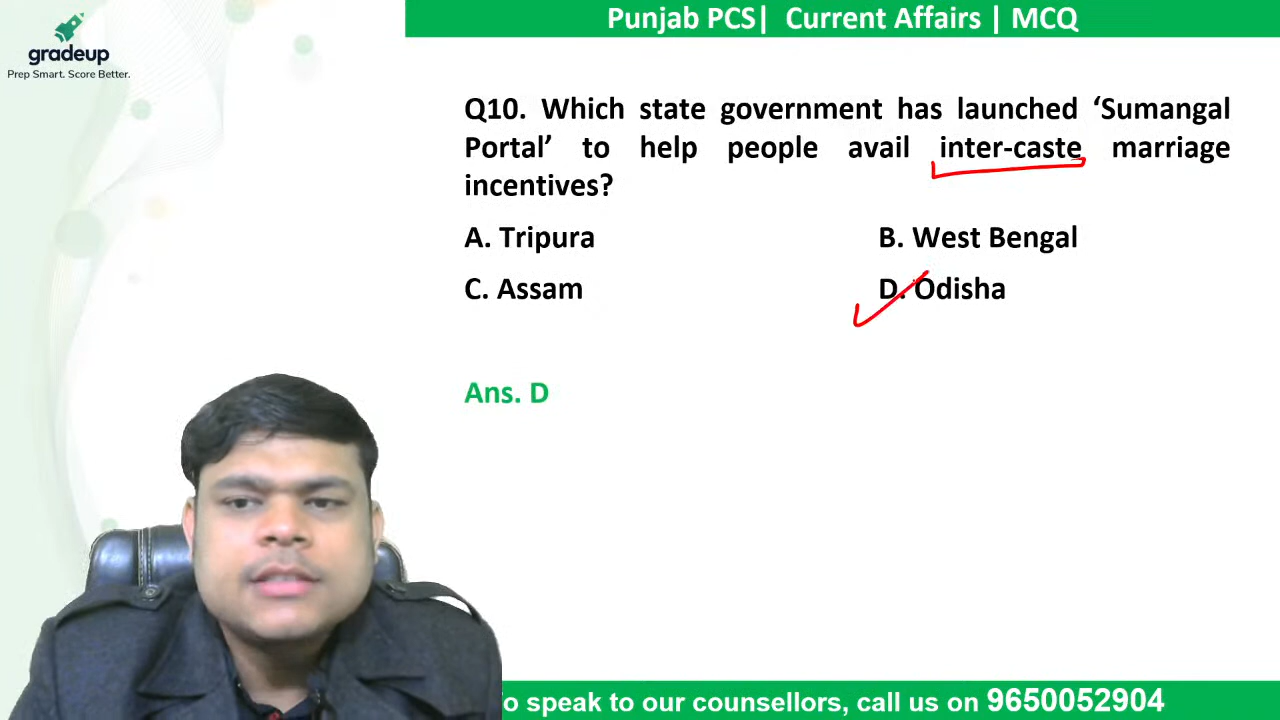 gradeup
Prep Smart. Score Better.
Punjab PCS| Current Affairs | MCQ
Q10. Which state government has launched ‘Sumangal
Portal’ to help people avail inter-caste marriage
incentives?
A. Tripura
B. West Bengal
C. Assam
D. Odisha
Ans. D
o speak to our counsellors, call us on 9650052904